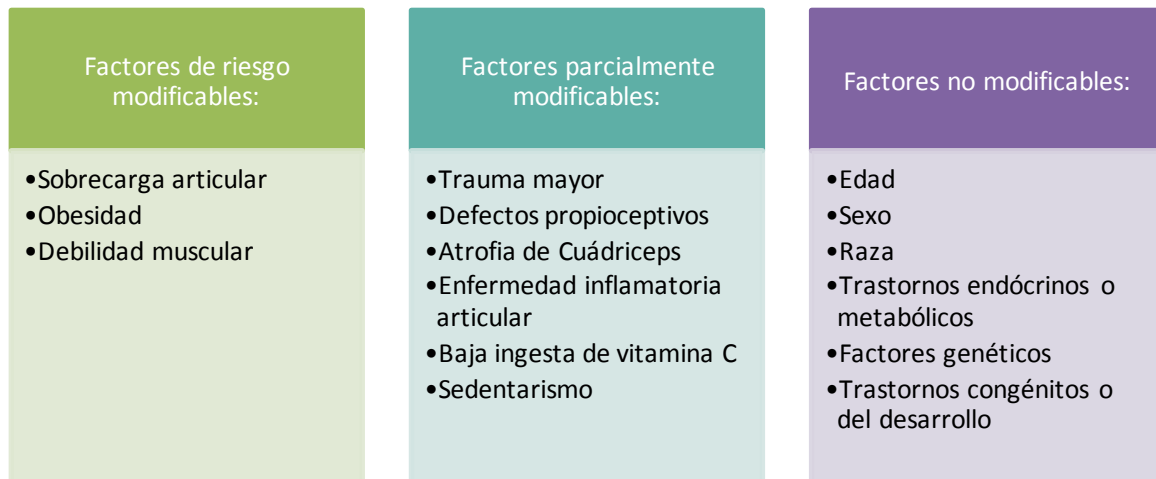 Factores de riesgo
modificables:
•Sobrecarga articular
•Obesidad
•Debilidad muscular
Factores parcialmente
modificables:
•Trauma mayor
•Defectos propioceptivos
•Atrofia de Cuádriceps
•Enfermedad inflamatoria
articular
•Baja ingesta de vitamina C
•Sedentarismo
Factores no modificables:
•Edad
•Sexo
•Raza
•Trastornos endócrinos o
metabólicos
•Factores genéticos
•Trastornos congénitos o
del desarrollo